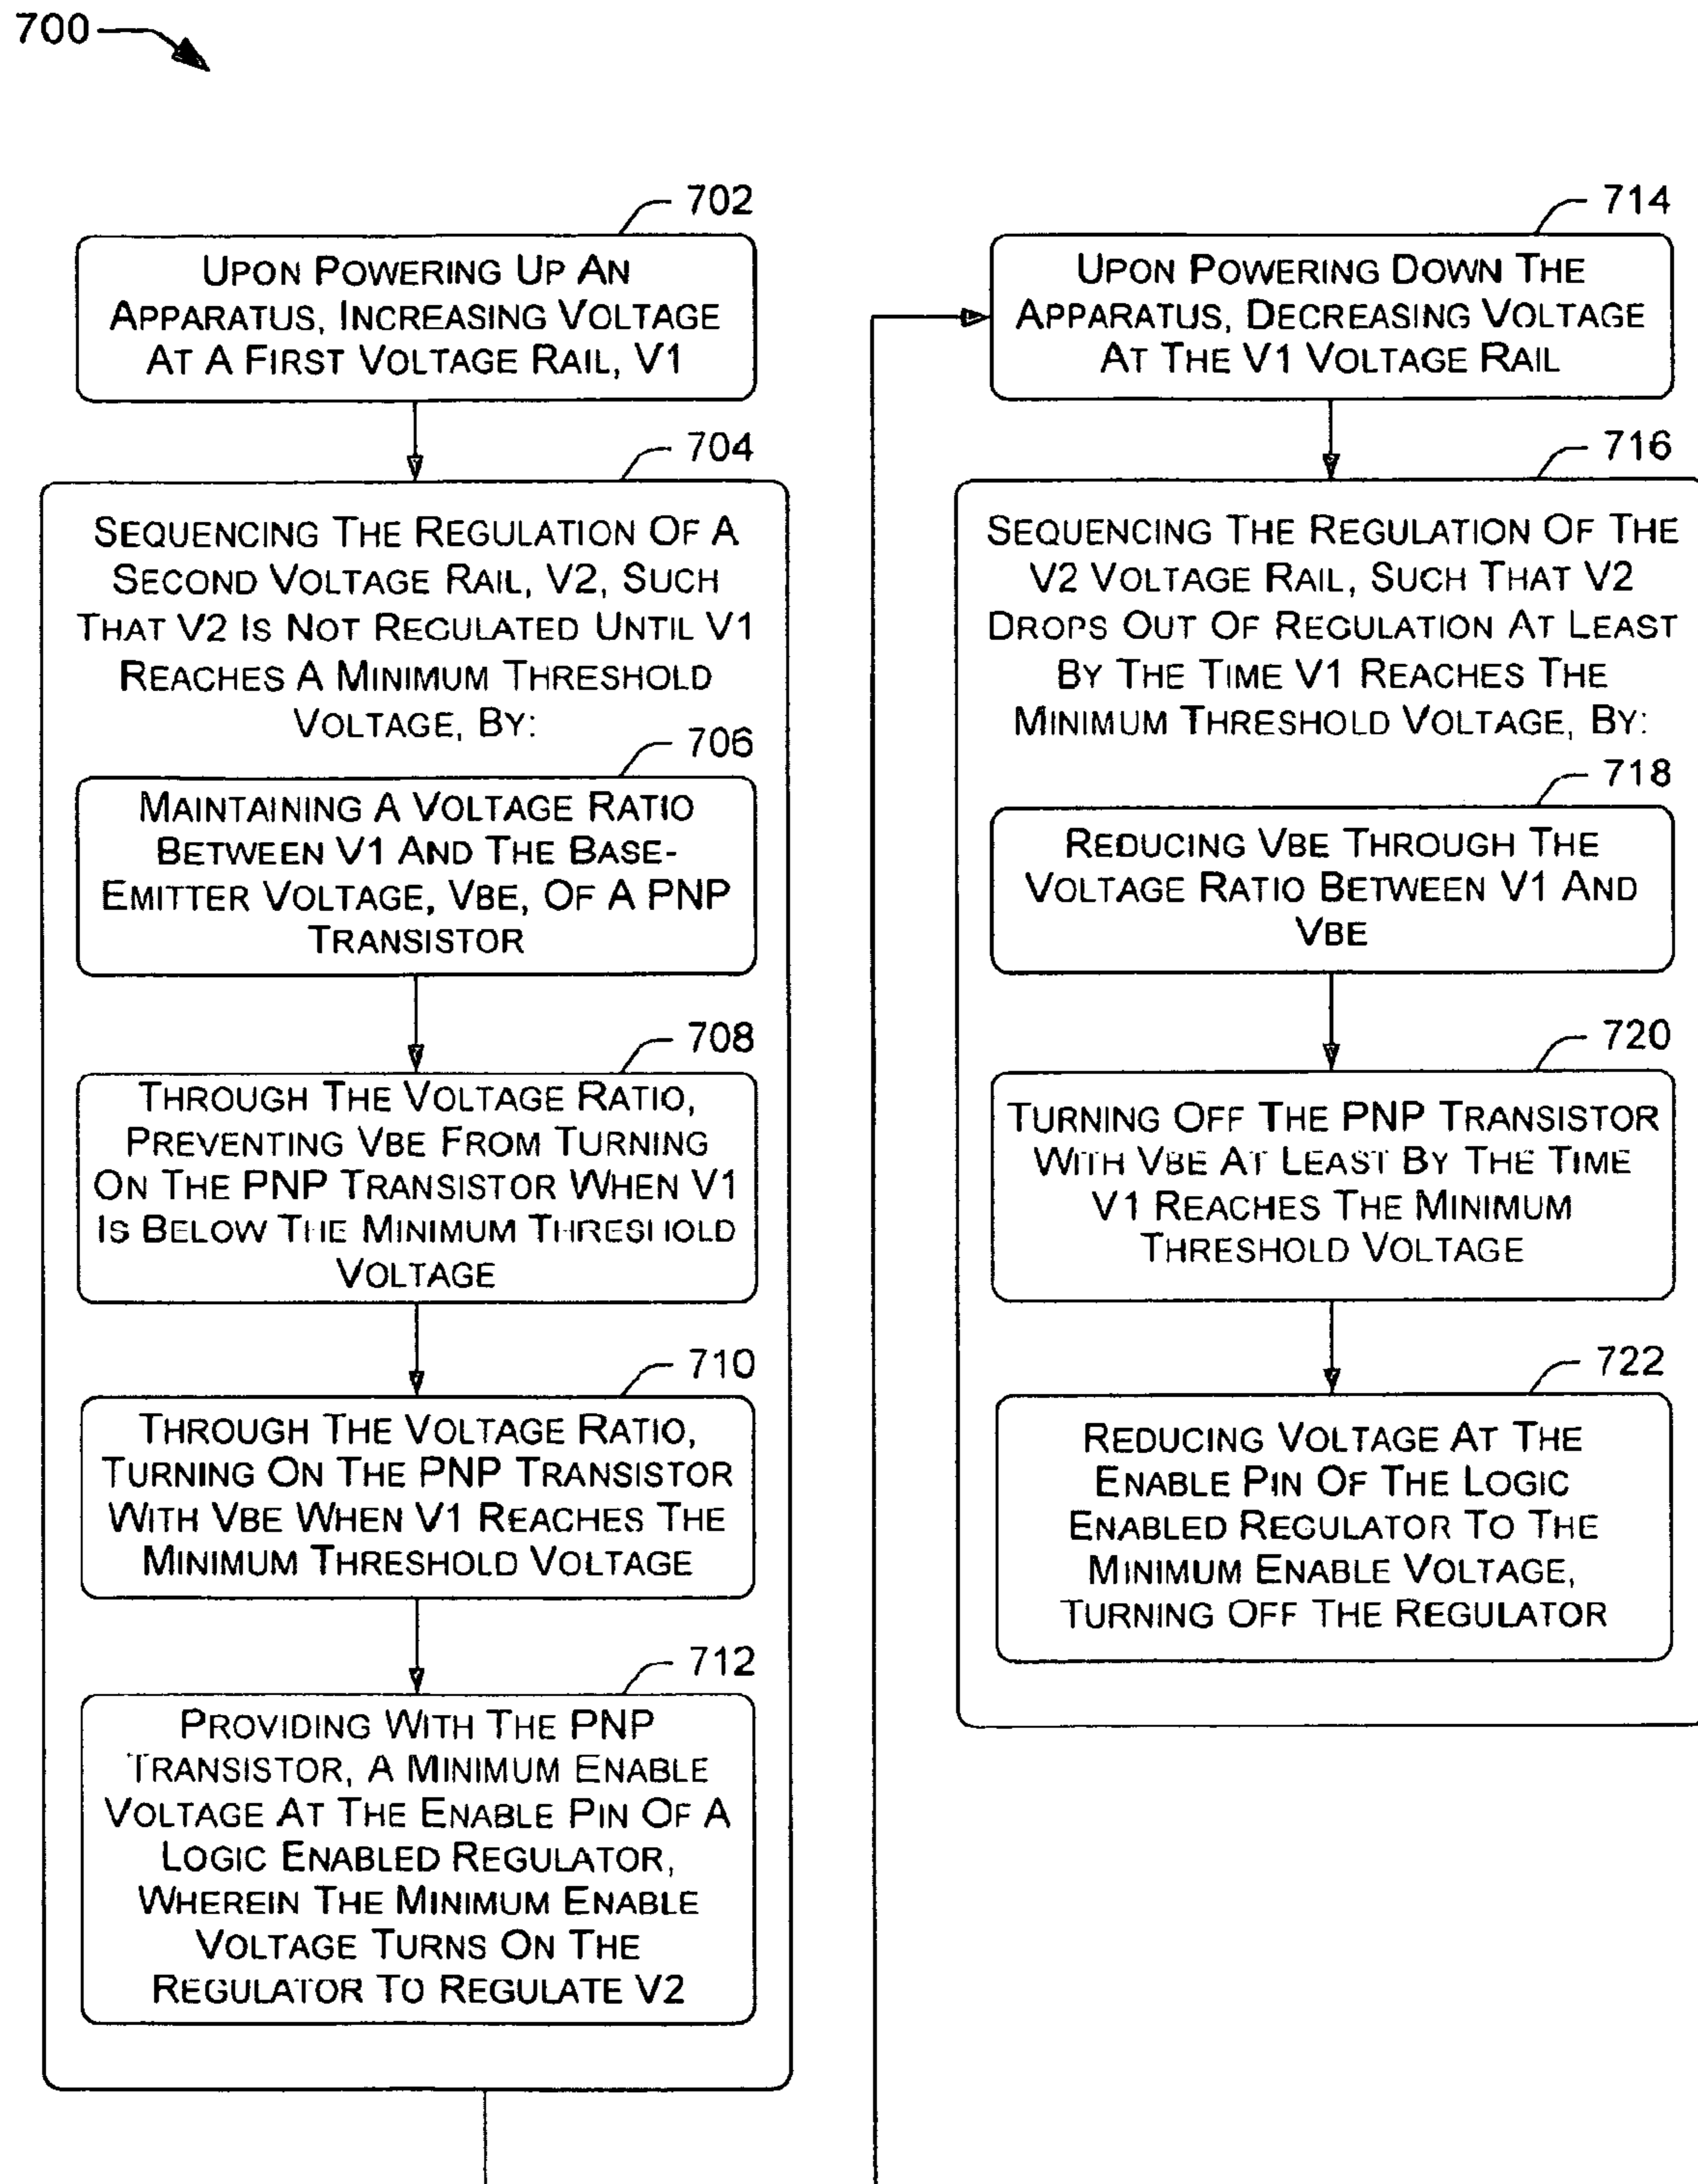 700
702
UPON POWERING UP AN
APPARATUS, INCREASING VOLTAGE
AT A FIRST VOLTAGE RAIL, V1
704
SEQUENCING THE REGULATION OF A
SECOND VOLTAGE RAIL, V2, SUCH
THAT V2 IS NOT REGULATED UNTIL V1
REACHES A MINIMUM THRESHOLD
VOLTAGE, BY:
706
MAINTAINING A VOLTAGE RATIO
BETWEEN V1 AND THE BASE-
EMITTER VOLTAGE, VBE, OF A PNP
TRANSISTOR
708
THROUGH THE VOLTAGE RATIO,
PREVENTING VBE FROM TURNING
ON THE PNP TRANSISTOR WHEN V1
IS BELOW THE MINIMUM THRESHOLD
VOLTAGE
710
THROUGH THE VOLTAGE RATIO,
TURNING ON THE PNP TRANSISTOR
WITH VBE WHEN V1 REACHES THE
MINIMUM THRESHOLD VOLTAGE
712
PROVIDING WITH THE PNP
TRANSISTOR, A MINIMUM ENABLE
VOLTAGE AT THE ENABLE PIN OF A
LOGIC ENABLED REGULATOR,
WHEREIN THE MINIMUM ENABLE
VOLTAGE TURNS ON THE
REGULATOR TO REGULATE V2
714
UPON POWERING DOWN THE
APPARATUS, DECREASING VOLTAGE
AT THE V1 VOLTAGE RAIL
716
SEQUENCING THE REGULATION OF THE
V2 VOLTAGE RAIL, SUCH THAT V2
DROPS OUT OF REGULATION AT LEAST
BY THE TIME V1 REACHES THE
MINIMUM THRESHOLD VOLTAGE, BY:
718
REDUCING VBE THROUGH THE
VOLTAGE RATIO BETWEEN V1 AND
VBE
720
TURNING OFF THE PNP TRANSISTOR
WITH VBE AT LEAST BY THE TIME
V1 REACHES THE MINIMUM
THRESHOLD VOLTAGE
722
REDUCING VOLTAGE AT THE
ENABLE PIN OF THE LOGIC
ENABLED REGULATOR TO THE
MINIMUM ENABLE VOLTAGE,
TURNING OFF THE REGULATOR